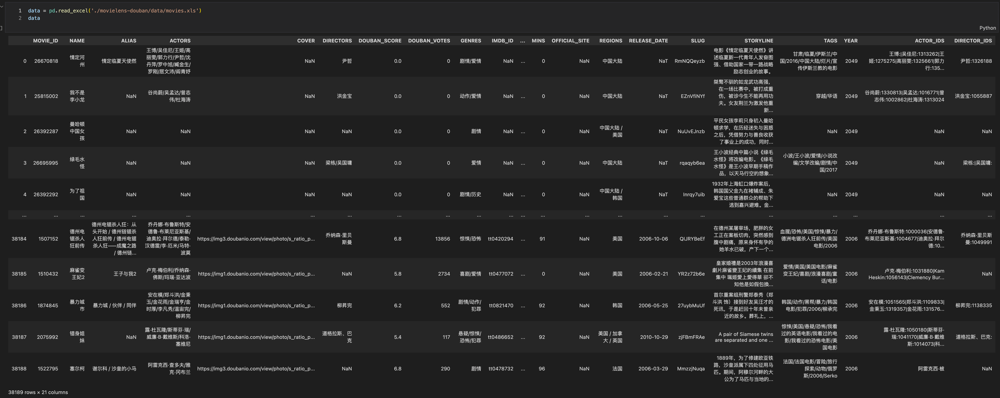 1 data = pd.read_excel('./movielens-douban/data/movies.xls')
2 data
Python
MOVIE_ID NAME ALIAS ACTORS COVER DIRECTORS DOUBAN_SCORE DOUBAN_VOTES GENRES IMDB_ID ... MINS OFFICIAL_SITE REGIONS RELEASE_DATE SLUG STORYLINE TAGS YEAR ACTOR_IDS DIRECTOR_IDS
0 26670818
情定河
州
情定临夏天使然
王博/吴佳尼/王姬/高
丽雯/郭力行/尹哲/沈
丹萍/罗中旭/臧金生/
罗刚/居文沛/阎青妤
NaN 尹哲 0.0 0 剧情/爱情 NaN ... 0 NaN 中国大陆 NaT RmNQQeyzb
电影《情定临夏天使然》讲
述临夏新一代青年人发奋图
强、借助国家一带一路战略
励志创业的故事。
甘肃/临夏/伊斯兰/中
国/2016/中国大陆/烂片/宣
传伊斯兰教的电影
2049
王博:|吴佳尼:1313262|王
姬:1275275|高丽雯:1325661|郭力
行:135...
尹哲:1326188
1 25815002
我不是
李小龙
NaN
谷尚蔚/吴孟达/曾志
伟/杜海涛
NaN 洪金宝 0.0 0 动作/爱情 NaN ... 0 NaN 中国大陆 NaT EZnVfiNYf
桀骜不驯的如龙武功高强，
在一场比赛中，被打成重
伤，被诊今生不能再用功
夫。女友荆兰为激发他重
新...
穿越/华语 2049
谷尚蔚:1330813|吴孟达:1016771|曾
志伟:1002862|杜海涛:1313024
洪金宝:1055887
2 26392287
曼哈顿
中国女
孩
NaN NaN NaN NaN 0.0 0 剧情 NaN ... 0 NaN
中国大陆 /
美国
NaT NuUvEJnzb
平民女孩李莉只身初入曼哈
顿求学，在历经迷失与困惑
之后，凭借努力与善良收获
了事业上的成功，同时...
NaN 2049 NaN NaN
3 26695995
绿毛水
怪
NaN NaN NaN 梁栋/吴国墉 0.0 0 爱情 NaN ... 0 NaN 中国大陆 NaT rqaqyb6ea
王小波经典中篇小说《绿毛
水怪》将改编电影。《绿毛
水怪》是王小波早期手稿作
品，以天马行空的想象...
小波/王小波/爱情/小说改
编/文学改编/剧情/中
国/2017
2049 NaN 梁栋:|吴国墉:
4 26392292
为了祖
国
NaN NaN NaN NaN 0.0 0 剧情/历史 NaN ... 0 NaN
中国大陆 /
韩国
NaT lnrqy7uib
1932年上海虹口爆炸案后，
韩国国父金九在褚辅成、朱
爱宝这些普通群众的帮助下
逃到嘉兴避难。金...
NaN 2049 NaN NaN
... ... ... ... ... ... ... ... ... ... ... ... ... ... ... ... ... ... ... ... ... ...
38184 1507152
德州电
锯杀人
狂前传
德州电锯杀人狂：从
头开始 / 德州链锯杀
人狂前传 / 德州电锯
杀人狂——成魔之路
/ 德州链...
乔丹娜·布鲁斯特/安
德鲁·布莱尼亚斯基/
迪奥拉·拜尔德/泰勒·
汉德雷/李·厄米/马特·
波莫
https://img3.doubanio.com/view/photo/s_ratio_p...
乔纳森·里贝
斯曼
6.8 13856 惊悚/恐怖 tt0420294 ... 91 NaN 美国 2006-10-06 QIJRYBeEf
在德州某屠宰场，肥胖的女
工正在案板切肉，突然感到
腹中剧痛，原来身怀有孕的
她羊水已破，产下一个...
血腥/恐怖/美国/惊悚/暴力/
德洲电锯杀人狂前传/美国
电影/2006
2006
乔丹娜·布鲁斯特:1000036|安德鲁·
布莱尼亚斯基:1004677|迪奥拉·拜尔
德:10...
乔纳森·里贝斯
曼:1049991
38185 1510432
麻雀变
王妃2
王子与我2
卢克·梅伯利/乔纳森·
佛斯/玛瑞·亚达波
https://img1.doubanio.com/view/photo/s_ratio_p... NaN 5.8 2734 喜剧/爱情 tt0477072 ... 0 NaN 美国 2006-02-21 YR2z72b6e
皇家婚禮是2003年浪漫喜
劇片麻雀變王妃的續集 在前
集中 珮姬愛上愛得華 卻不
知他是如假包換...
爱情/美国/美国电影/麻雀
变王妃/喜剧/浪漫喜剧/童
话/电影
2006
卢克·梅伯利:1031880|Kam
Heskin:1056143|Clemency Bur...
NaN
38186 1874845
暴力城
市
暴力城 / 伙伴 / 同伴
安在模/郑斗洪/金秉
玉/金花雨/金瑞亨/金
时厚/李凡秀/温宙完/
柳昇完
https://img1.doubanio.com/view/photo/s_ratio_p... 柳昇完 6.2 552
剧情/动作/
犯罪
tt0821470 ... 92 NaN 韩国 2006-05-25 27uybMuUf
首尔重案组刑警郑泰秀（郑
斗洪 饰）接到好友吴汪才的
死讯，于是赶回十年未曾亲
近的故乡。葬礼上，...
韩国/动作/黑帮/暴力/韩国
电影/犯罪/2006/柳承完
2006
安在模:1051565|郑斗洪:1109833|
金秉玉:1319357|金花雨:131576...
柳昇完:1138335
38187 2075992
错身姐
妹
NaN
露·杜瓦隆/斯蒂芬·瑞/
威廉·B·戴维斯/科洛·
塞维尼
https://img1.doubanio.com/view/photo/s_ratio_p...
道格拉斯、巴
克
5.4 117
悬疑/惊悚/
恐怖/犯罪
tt0486652 ... 92 NaN
美国 / 加拿
大 / 英国
2010-10-29 zjFBmFRAe
A pair of Siamese twins
are separated and one ...
惊悚/美国/悬疑/恐怖/我看
过的英语电影/我看过的电
影/我看过的恐怖电影/美
国电影
2006
露·杜瓦隆:1050180|斯蒂芬·
瑞:1041170|威廉·B·戴维
斯:1014073|科...
道格拉斯、巴克:
38188 1522795 塞尔柯 谢尔科 / 沙皇的小马
阿雷克西·查多夫/雅
克·冈布兰
https://img3.doubanio.com/view/photo/s_ratio_p... NaN 6.8 290 剧情 tt0478732 ... 96 NaN 法国 2006-03-29 MmzzjNuqa
1889年，为了修建欧亚铁
路，沙皇派属下四处征用马
匹。期间，阿穆尔河畔的大
公为了马匹与当地的...
法国/法国电影/冒险/旅行
探索/动物/俄罗
斯/2006/Serko
2006 阿雷克西·柀 NaN
38189 rows × 21 columns